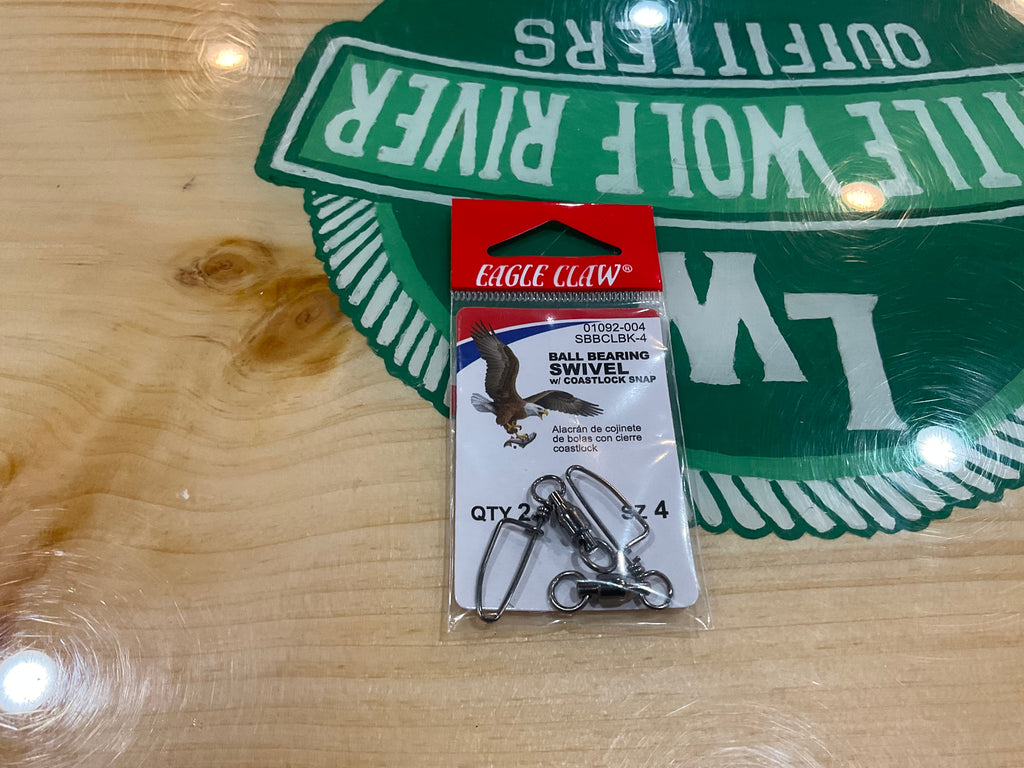 OUTFITTERS
TTLE WOLF RIVER
LW
EAGLE CLAW®
01092-004
SBBCLBK-4
BALL BEARING
SWIVEL
W/ COASTLOCK SNAP
Alacrán de cojinete
de bolas con cierre
coastlock
QTY 2 SZ 4